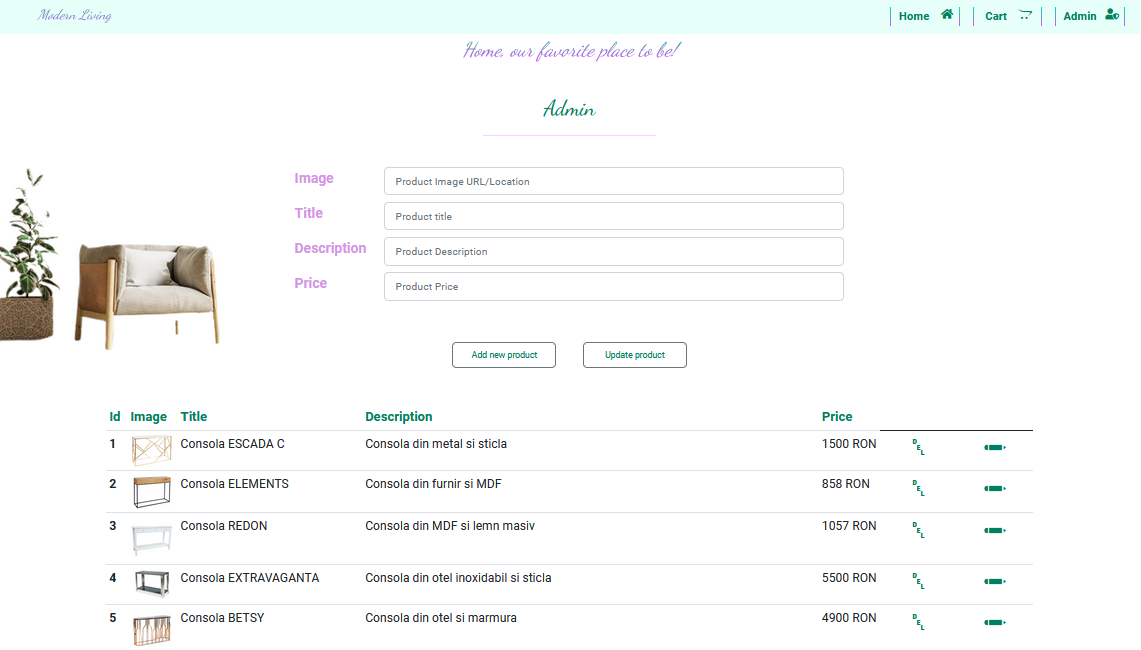 Modern Living
Home Cart Admin
Home, our favorite place to be!
Admin
Image Product Image URL/Location
Title Product title
Description Product Description
Price Product Price
Add new product Update product
Id Image Title Description Price
1 Consola ESCADA C Consola din metal si sticla 1500 RON DEL
2 Consola ELEMENTS Consola din furnir si MDF 858 RON DEL
3 Consola REDON Consola din MDF si lemn masiv 1057 RON DEL
4 Consola EXTRAVAGANTA Consola din otel inoxidabil si sticla 5500 RON DEL
5 Consola BETSY Consola din otel si marmura 4900 RON DEL